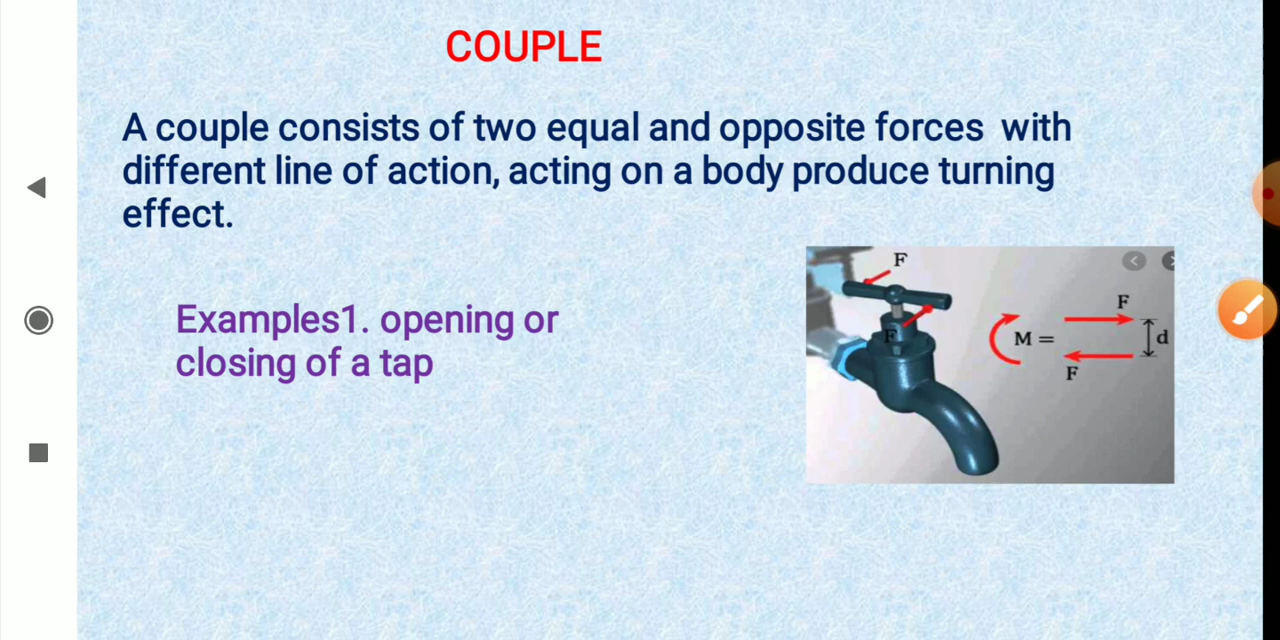 COUPLE
A couple consists of two equal and opposite forces with
different line of action, acting on a body produce turning
effect.
Examples1. opening or
closing of a tap
F
F
M =
F
d
F